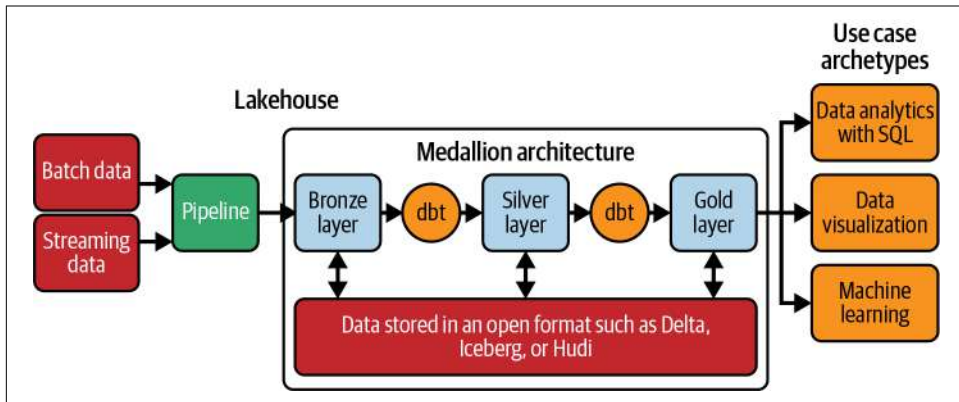 Use case
archetypes
Lakehouse
Medallion architecture
Batch data
Streaming
data
Pipeline
Bronze
layer
dbt
Silver
layer
dbt
Gold
layer
Data stored in an open format such as Delta,
Iceberg, or Hudi
Data analytics
with SQL
Data
visualization
Machine
learning